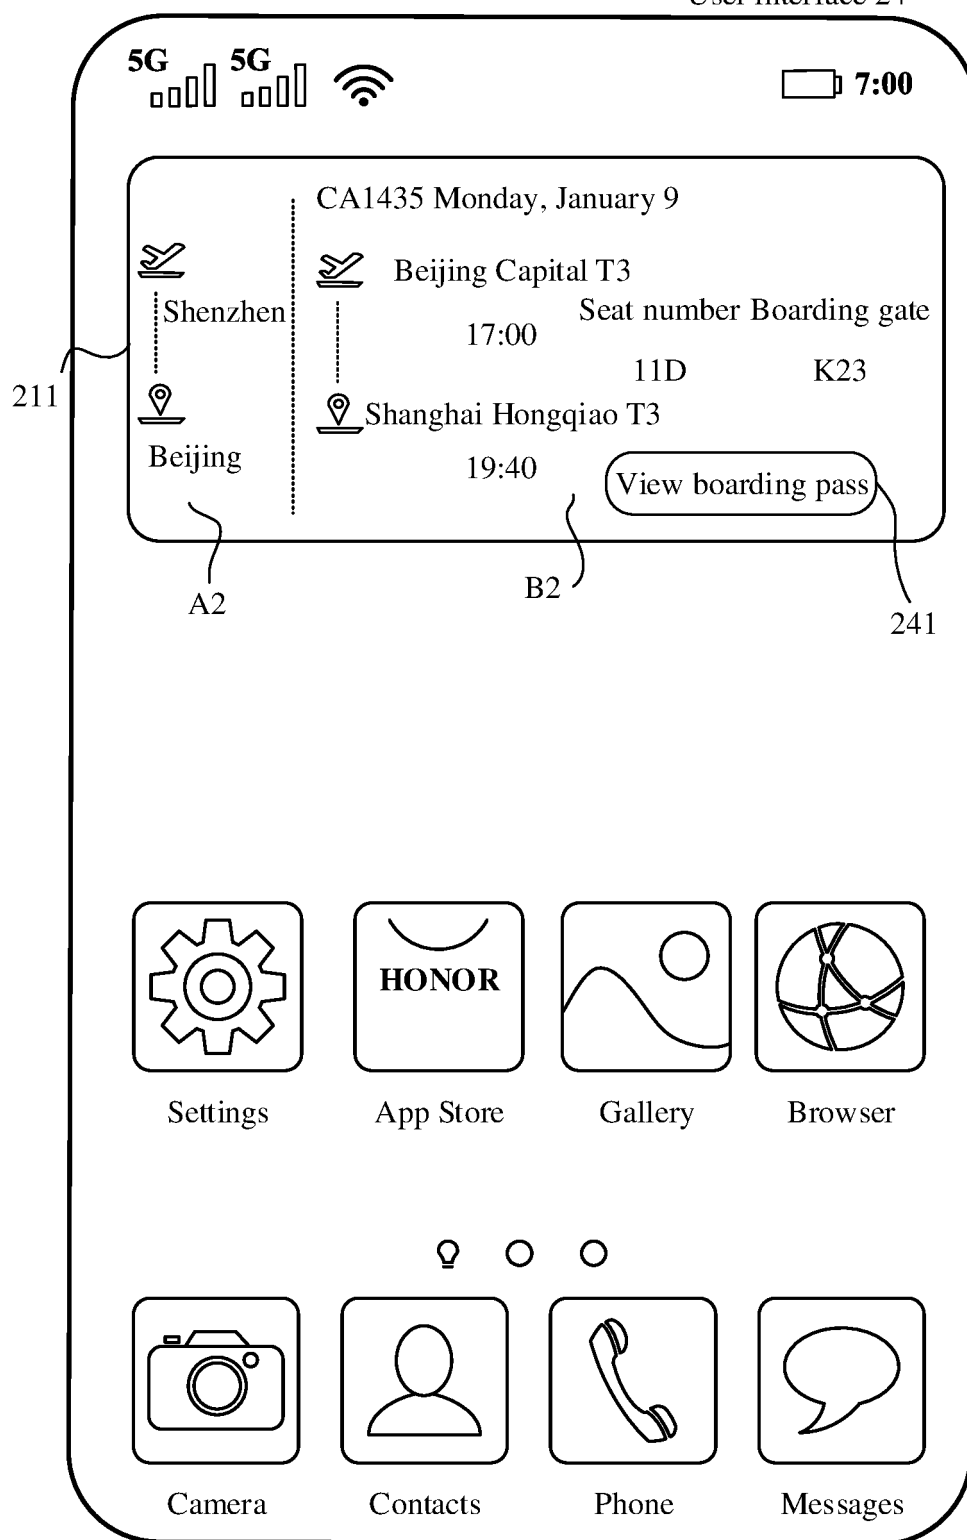 User interface 24
5G 5G 7:00
CA1435 Monday, January 9
Beijing Capital T3
Shenzhen
Seat number Boarding gate
17:00
11D K23
211
Shanghai Hongqiao T3
Beijing
19:40
View boarding pass
A2
B2
241
HONOR
Settings App Store Gallery Browser
Camera Contacts Phone Messages